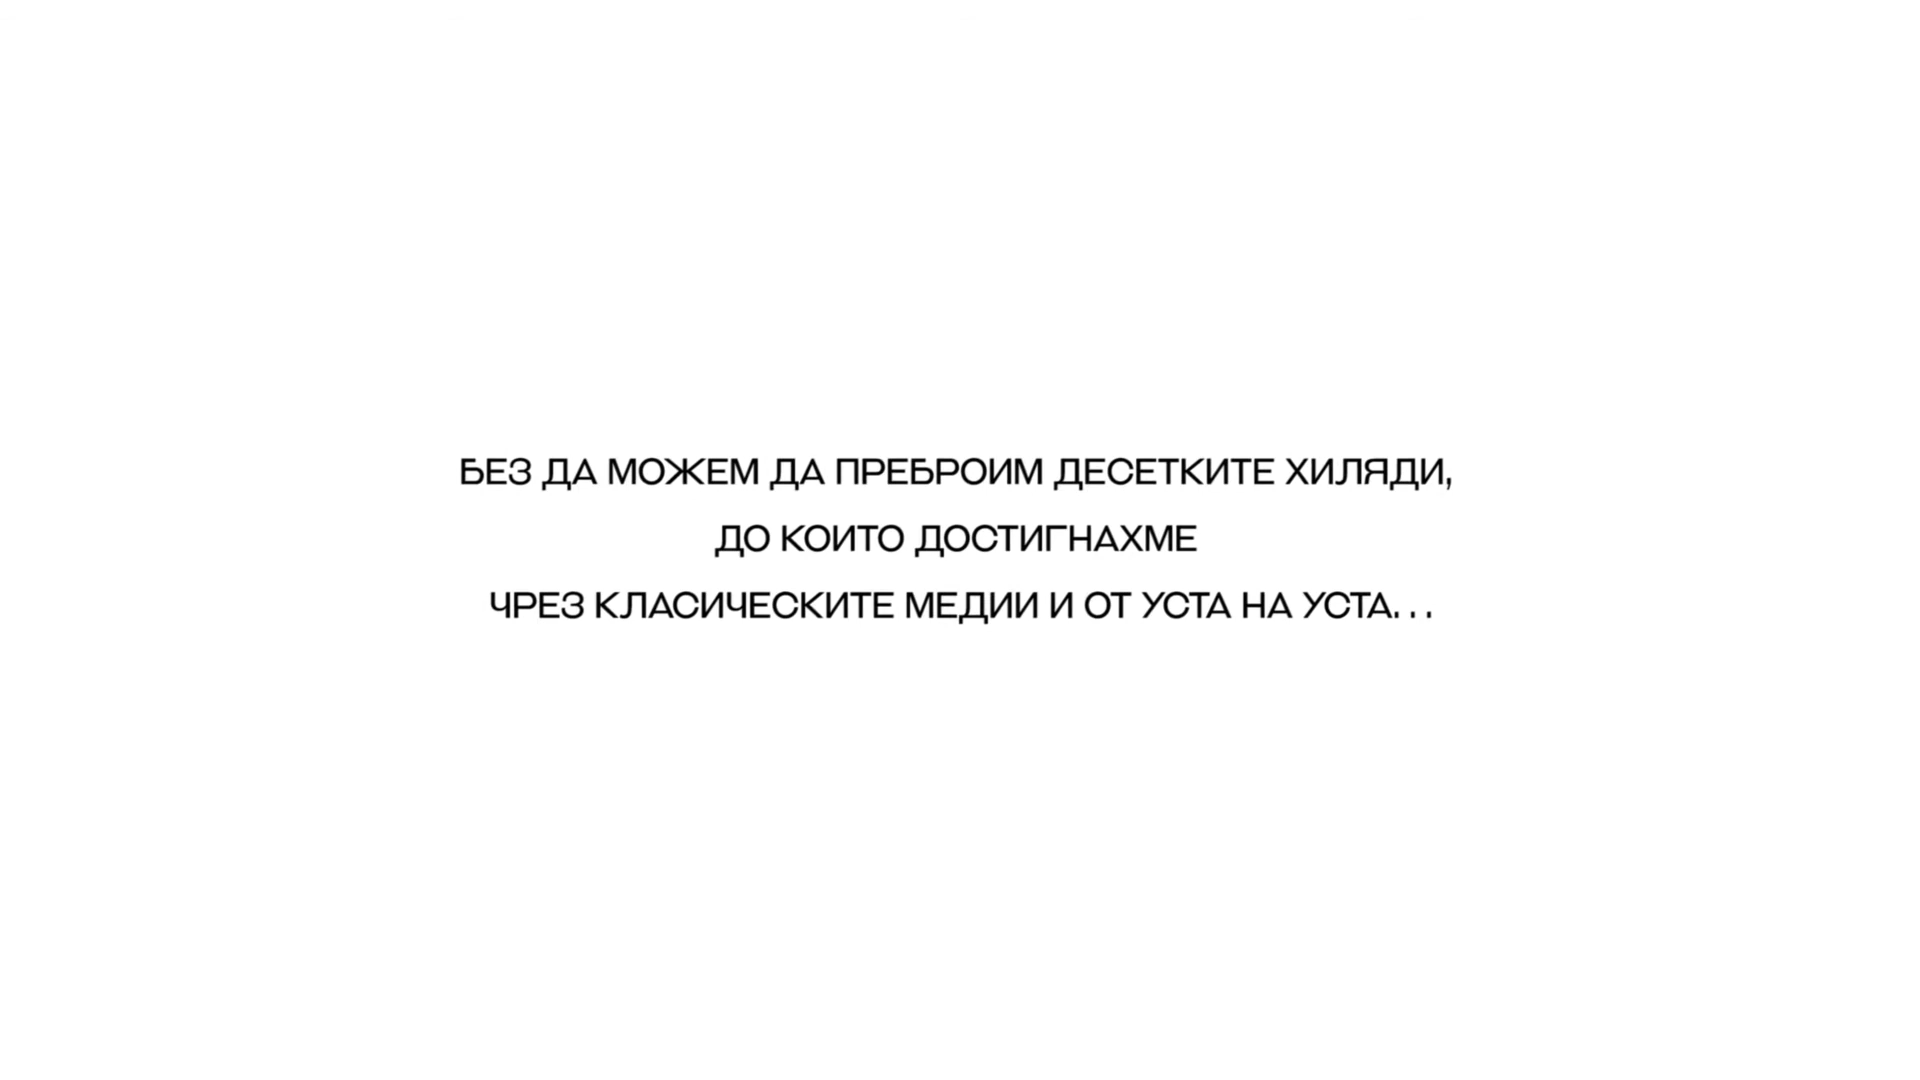 БЕЗ ДА МОЖЕМ ДА ПРЕБРОИМ ДЕСЕТКИТЕ ХИЛЯДИ,
ДО КОИТО ДОСТИГНАХМЕ
ЧРЕЗ КЛАСИЧЕСКИТЕ МЕДИИ И ОТ УСТА НА УСТА...